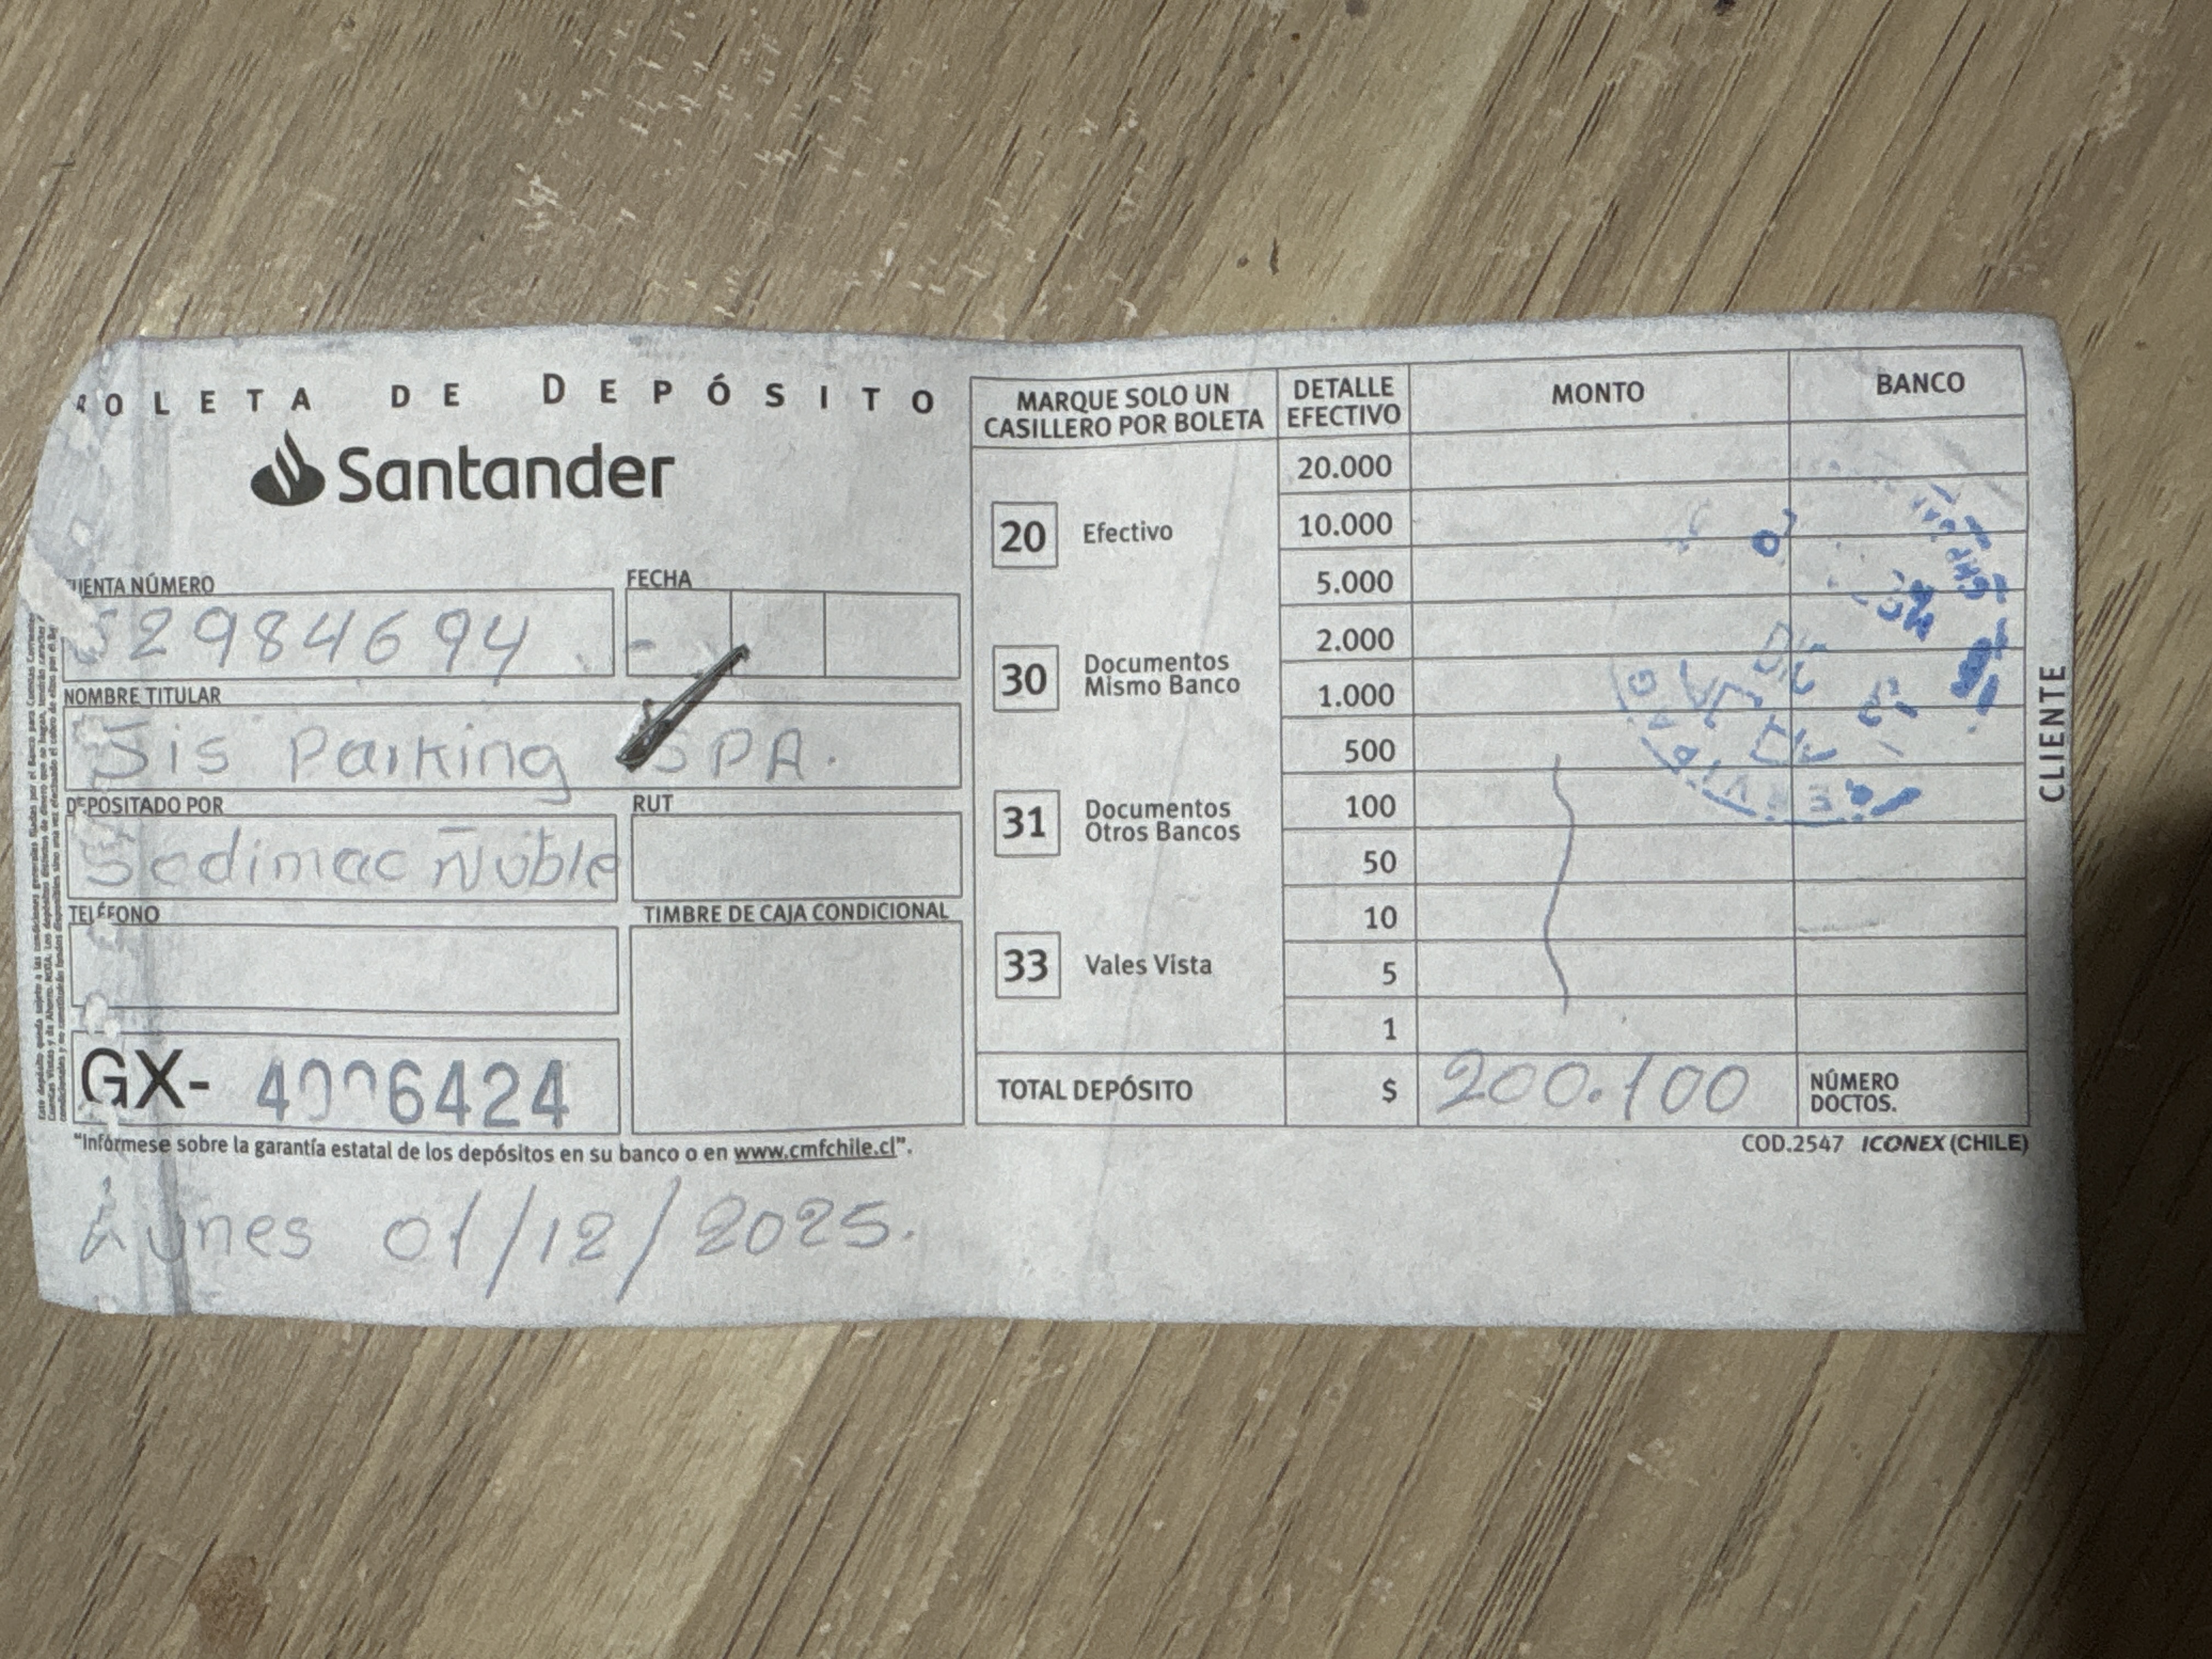 BOLETA DE DEPÓSITO
Santander
CUENTA NÚMERO
FECHA
2984694
NOMBRE TITULAR
Jis Parking SPA.
DEPOSITADO POR
RUT
Sodimac Ñuble
TELÉFONO
TIMBRE DE CAJA CONDICIONAL
GX- 4006424
"Infórmese sobre la garantía estatal de los depósitos en su banco o en www.cmfchile.cl".
Lunes 01/12/2025.
MARQUE SOLO UN
CASILLERO POR BOLETA
20 Efectivo
30 Documentos
Mismo Banco
31 Documentos
Otros Bancos
33 Vales Vista
DETALLE
EFECTIVO
MONTO
BANCO
20.000
10.000
5.000
2.000
1.000
500
100
50
10
5
1
TOTAL DEPÓSITO $ 200.100
NÚMERO
DOCTOS.
COD.2547 ICONEX (CHILE)
CLIENTE